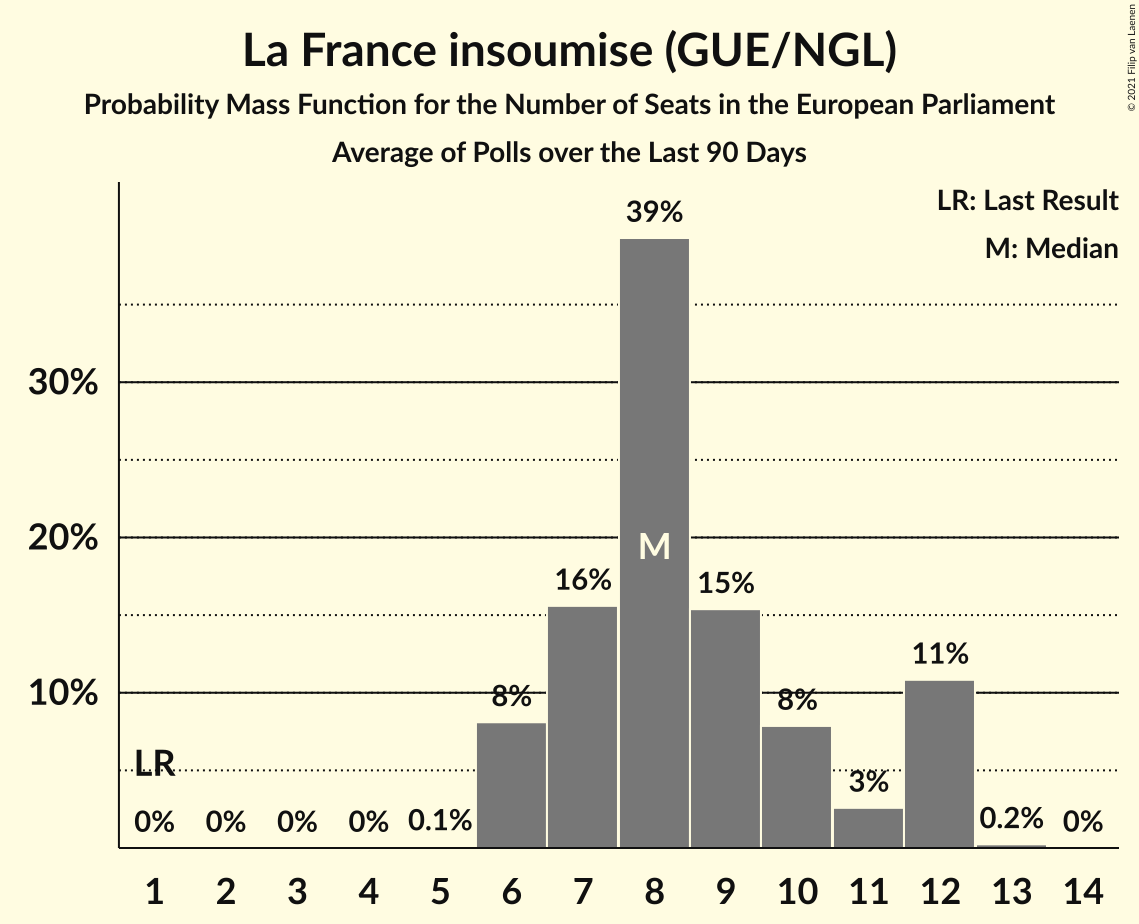 La France insoumise (GUE/NGL)
Probability Mass Function for the Number of Seats in the European Parliament
Average of Polls over the Last 90 Days
© 2021 Filip van Laenen
LR: Last Result
M: Median
39%
30%
20%
M
16%
15%
11%
10%
8%
8%
LR
3%
0%
0%
0%
0%
0.1%
0.2%
0%
1 2 3 4 5 6 7 8 9 10 11 12 13 14